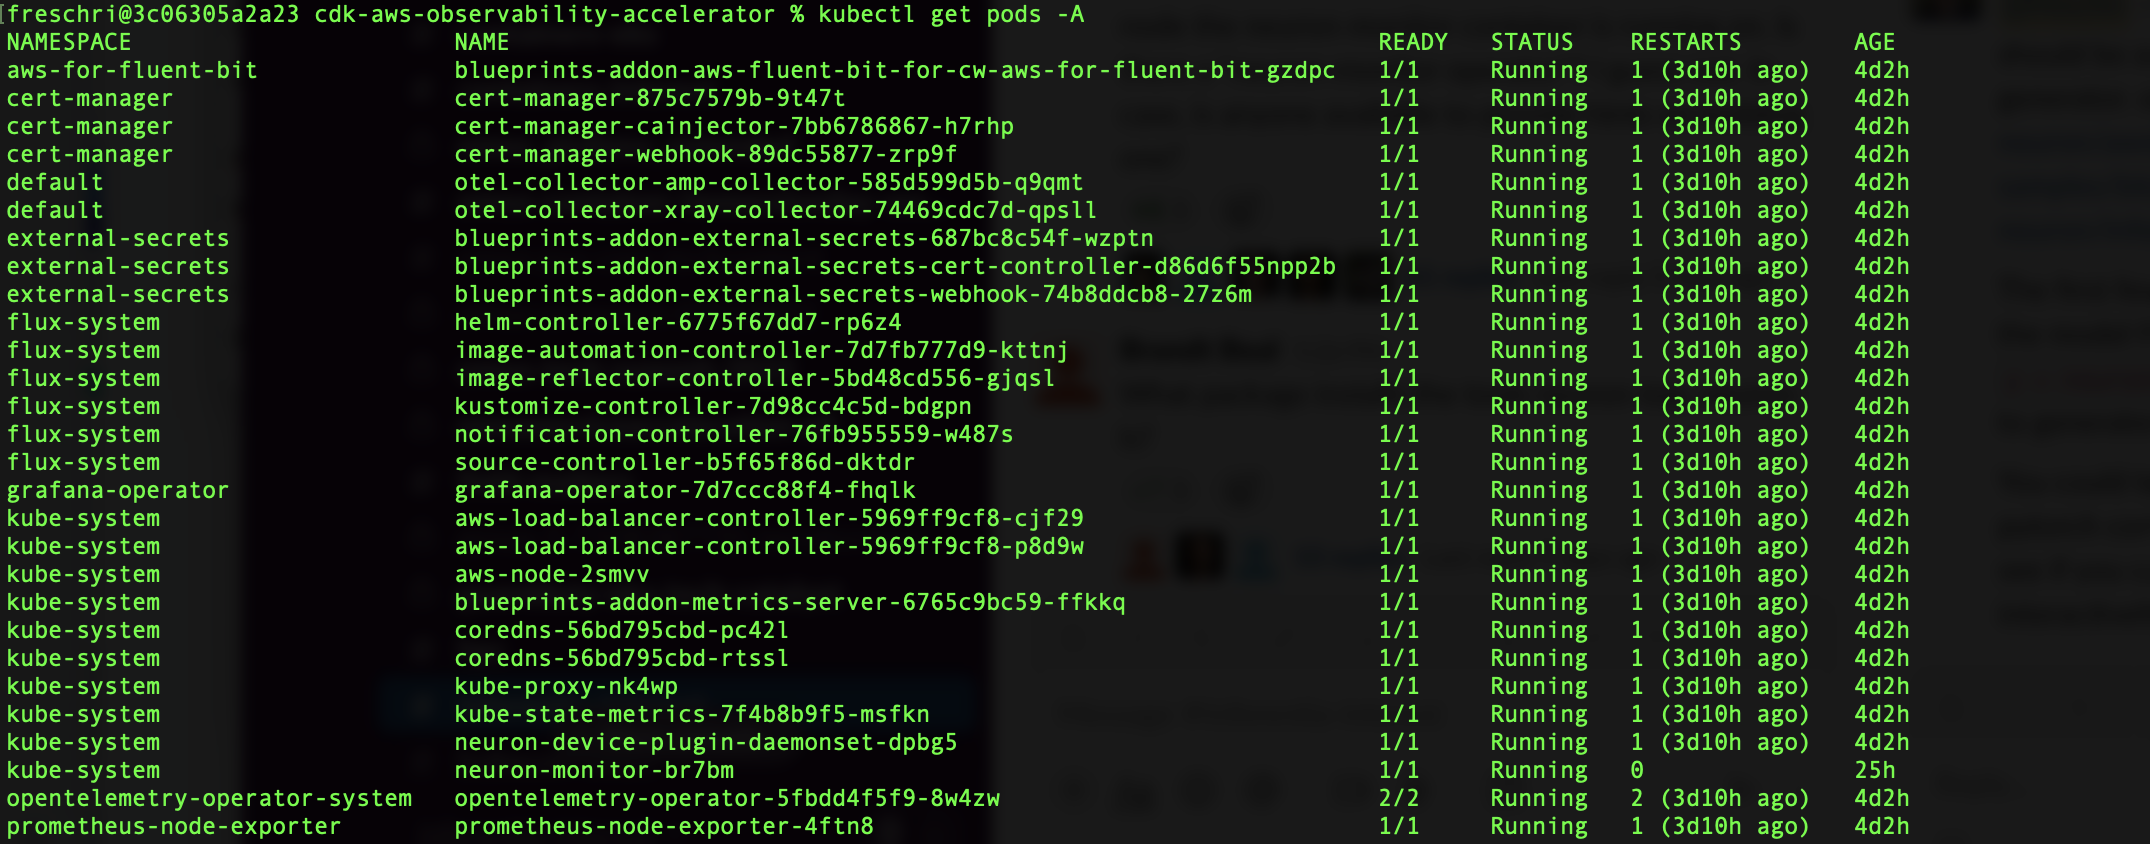 [freschri@3c06305a2a23 cdk-aws-observability-accelerator % kubectl get pods -A
NAMESPACE NAME READY STATUS RESTARTS AGE
aws-for-fluent-bit blueprints-addon-aws-fluent-bit-for-cw-aws-for-fluent-bit-gzdpc 1/1 Running 1 (3d10h ago) 4d2h
cert-manager cert-manager-875c7579b-9t47t 1/1 Running 1 (3d10h ago) 4d2h
cert-manager cert-manager-cainjector-7bb6786867-h7rhp 1/1 Running 1 (3d10h ago) 4d2h
cert-manager cert-manager-webhook-89dc55877-zrp9f 1/1 Running 1 (3d10h ago) 4d2h
default otel-collector-amp-collector-585d599d5b-q9qmt 1/1 Running 1 (3d10h ago) 4d2h
default otel-collector-xray-collector-74469cdc7d-qpsll 1/1 Running 1 (3d10h ago) 4d2h
external-secrets blueprints-addon-external-secrets-687bc8c54f-wzptn 1/1 Running 1 (3d10h ago) 4d2h
external-secrets blueprints-addon-external-secrets-cert-controller-d86d6f55npp2b 1/1 Running 1 (3d10h ago) 4d2h
external-secrets blueprints-addon-external-secrets-webhook-74b8ddcb8-27z6m 1/1 Running 1 (3d10h ago) 4d2h
flux-system helm-controller-6775f67dd7-rp6z4 1/1 Running 1 (3d10h ago) 4d2h
flux-system image-automation-controller-7d7fb777d9-kttnj 1/1 Running 1 (3d10h ago) 4d2h
flux-system image-reflector-controller-5bd48cd556-gjqsl 1/1 Running 1 (3d10h ago) 4d2h
flux-system kustomize-controller-7d98cc4c5d-bdgpn 1/1 Running 1 (3d10h ago) 4d2h
flux-system notification-controller-76fb955559-w487s 1/1 Running 1 (3d10h ago) 4d2h
flux-system source-controller-b5f65f86d-dktdr 1/1 Running 1 (3d10h ago) 4d2h
grafana-operator grafana-operator-7d7ccc88f4-fhqlk 1/1 Running 1 (3d10h ago) 4d2h
kube-system aws-load-balancer-controller-5969ff9cf8-cjf29 1/1 Running 1 (3d10h ago) 4d2h
kube-system aws-load-balancer-controller-5969ff9cf8-p8d9w 1/1 Running 1 (3d10h ago) 4d2h
kube-system aws-node-2smvv 1/1 Running 1 (3d10h ago) 4d2h
kube-system blueprints-addon-metrics-server-6765c9bc59-ffkkq 1/1 Running 1 (3d10h ago) 4d2h
kube-system coredns-56bd795cbd-pc42l 1/1 Running 1 (3d10h ago) 4d2h
kube-system coredns-56bd795cbd-rtssl 1/1 Running 1 (3d10h ago) 4d2h
kube-system kube-proxy-nk4wp 1/1 Running 1 (3d10h ago) 4d2h
kube-system kube-state-metrics-7f4b8b9f5-msfkn 1/1 Running 1 (3d10h ago) 4d2h
kube-system neuron-device-plugin-daemonset-dpbg5 1/1 Running 1 (3d10h ago) 4d2h
kube-system neuron-monitor-br7bm 1/1 Running 0 25h
opentelemetry-operator-system opentelemetry-operator-5fbdd4f5f9-8w4zw 2/2 Running 2 (3d10h ago) 4d2h
prometheus-node-exporter prometheus-node-exporter-4ftn8 1/1 Running 1 (3d10h ago) 4d2h